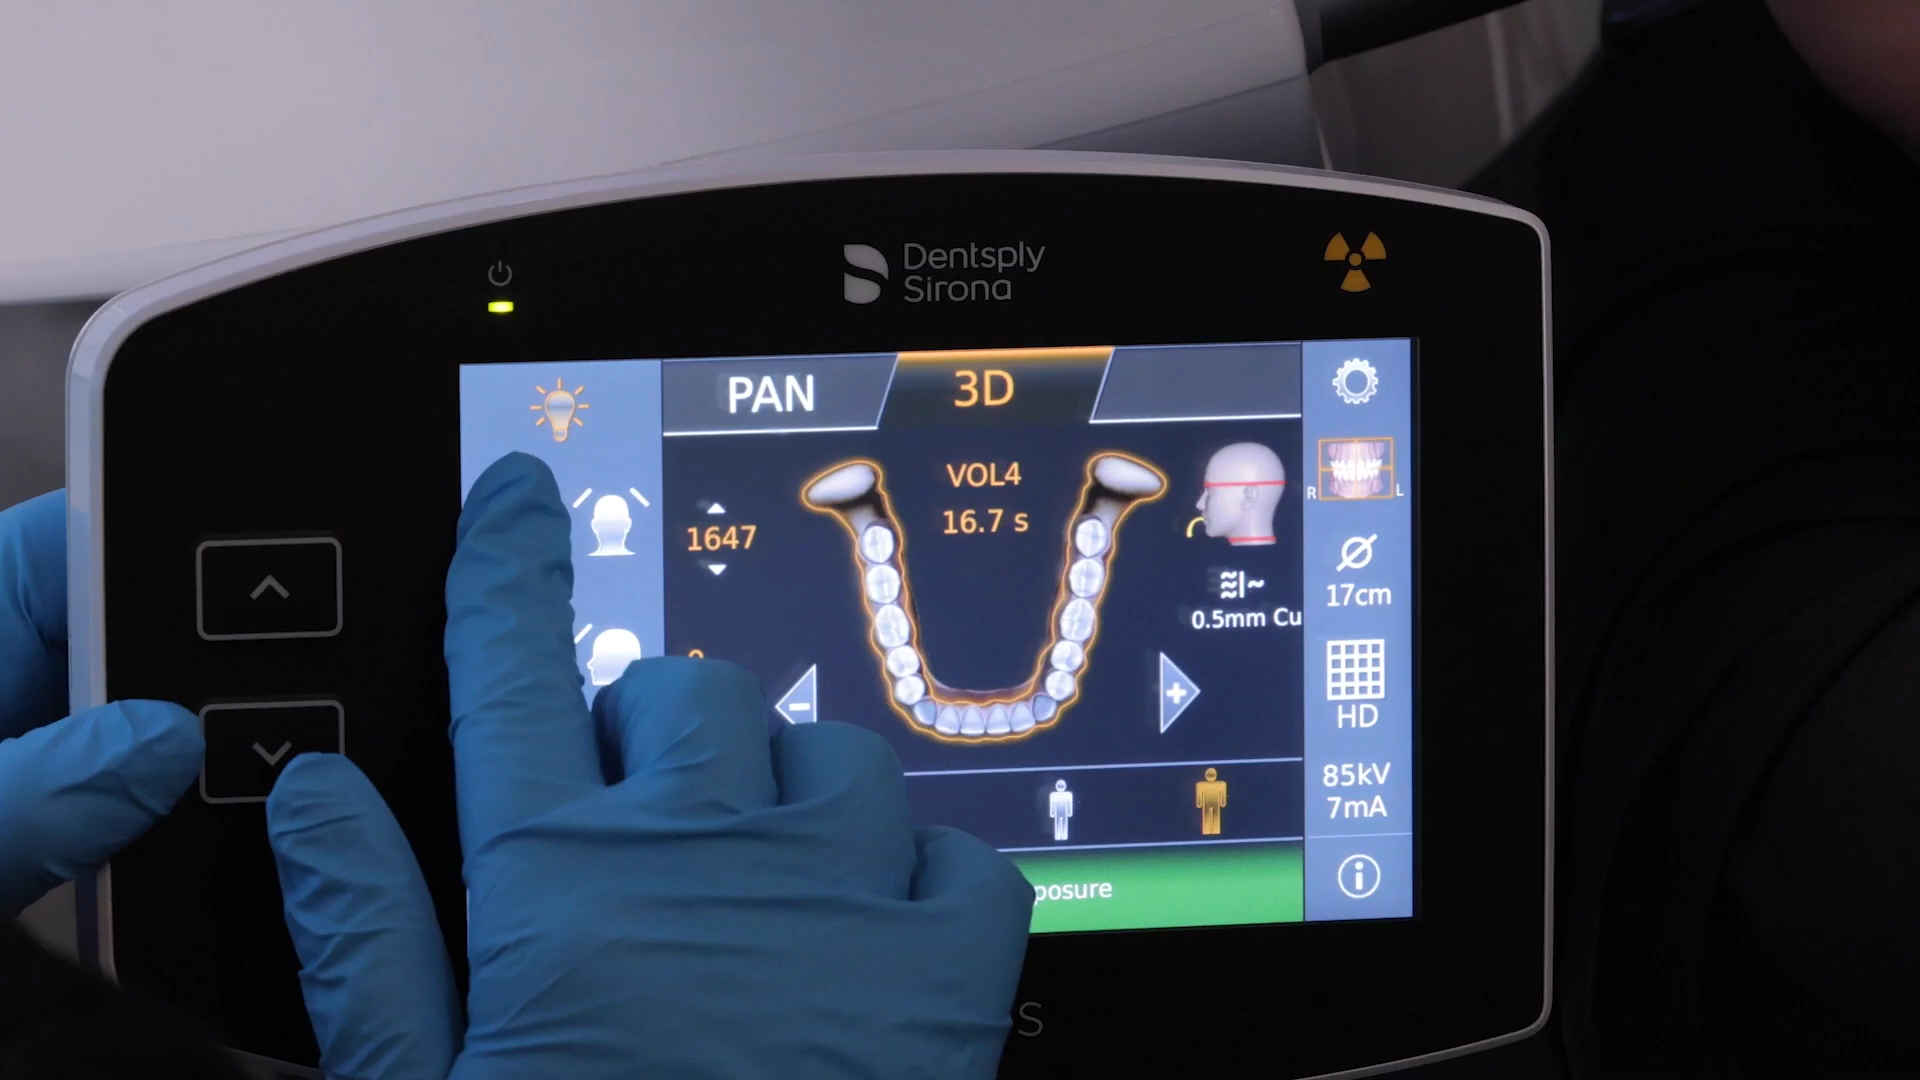 Dentsply
Sirona
PAN
3D
VOL4
16.7 s
1647
R
L
17cm
0.5mm Cu
HD
85kV
7mA
posure
S